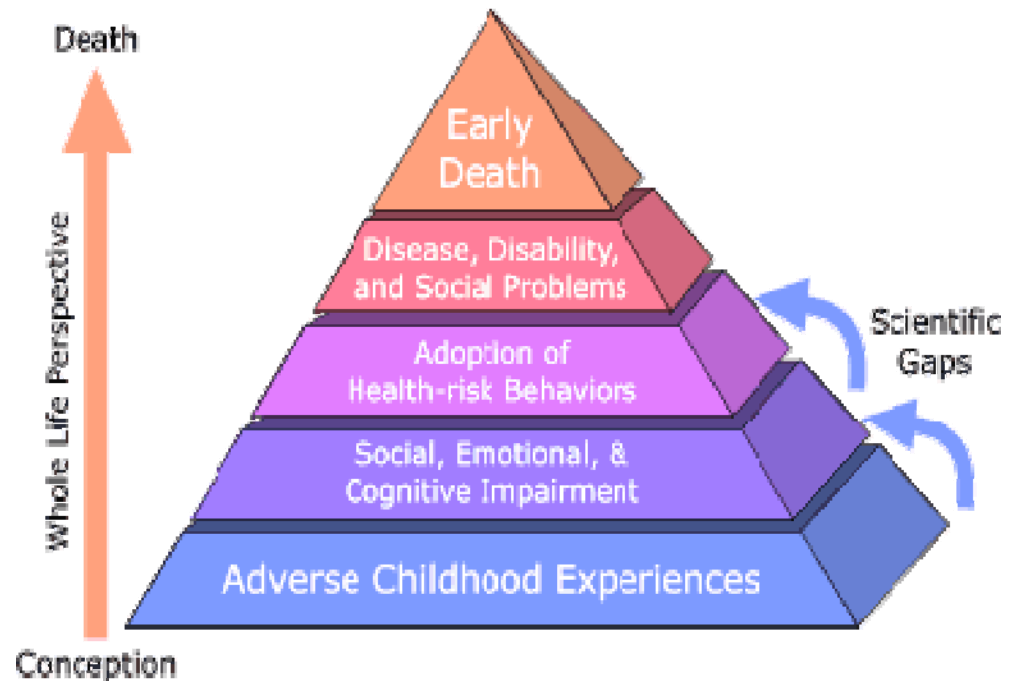 Death
Early
Death
Disease, Disability,
and Social Problems
Adoption of
Health-risk Behaviors
Social, Emotional, &
Cognitive Impairment
Adverse Childhood Experiences
Scientific
Gaps
Whole Life Perspective
Conception